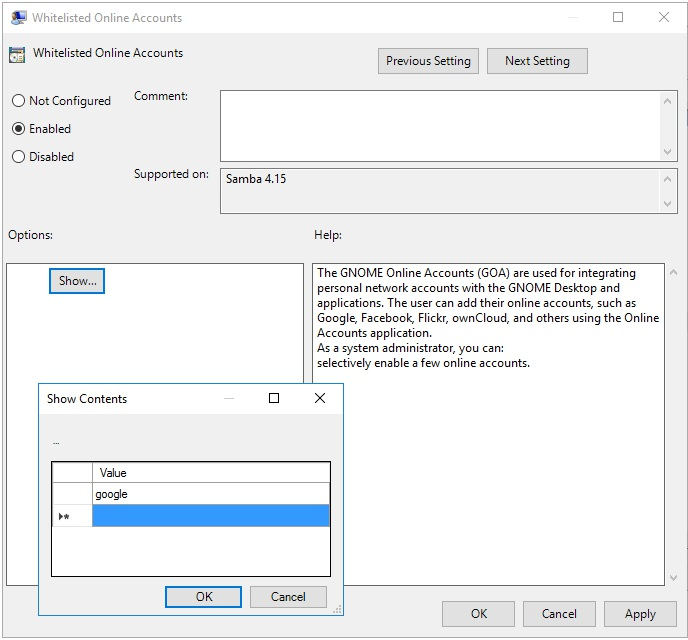 Whitelisted Online Accounts
Whitelisted Online Accounts
Previous Setting
Next Setting
Not Configured
Enabled
Disabled
Comment:
Supported on:
Samba 4.15
Options:
Help:
Show...
The GNOME Online Accounts (GOA) are used for integrating
personal network accounts with the GNOME Desktop and
applications. The user can add their online accounts, such as
Google, Facebook, Flickr, ownCloud, and others using the Online
Accounts application.
As a system administrator, you can:
selectively enable a few online accounts.
Show Contents
...
Value
google
OK
Cancel
OK
Cancel
Apply